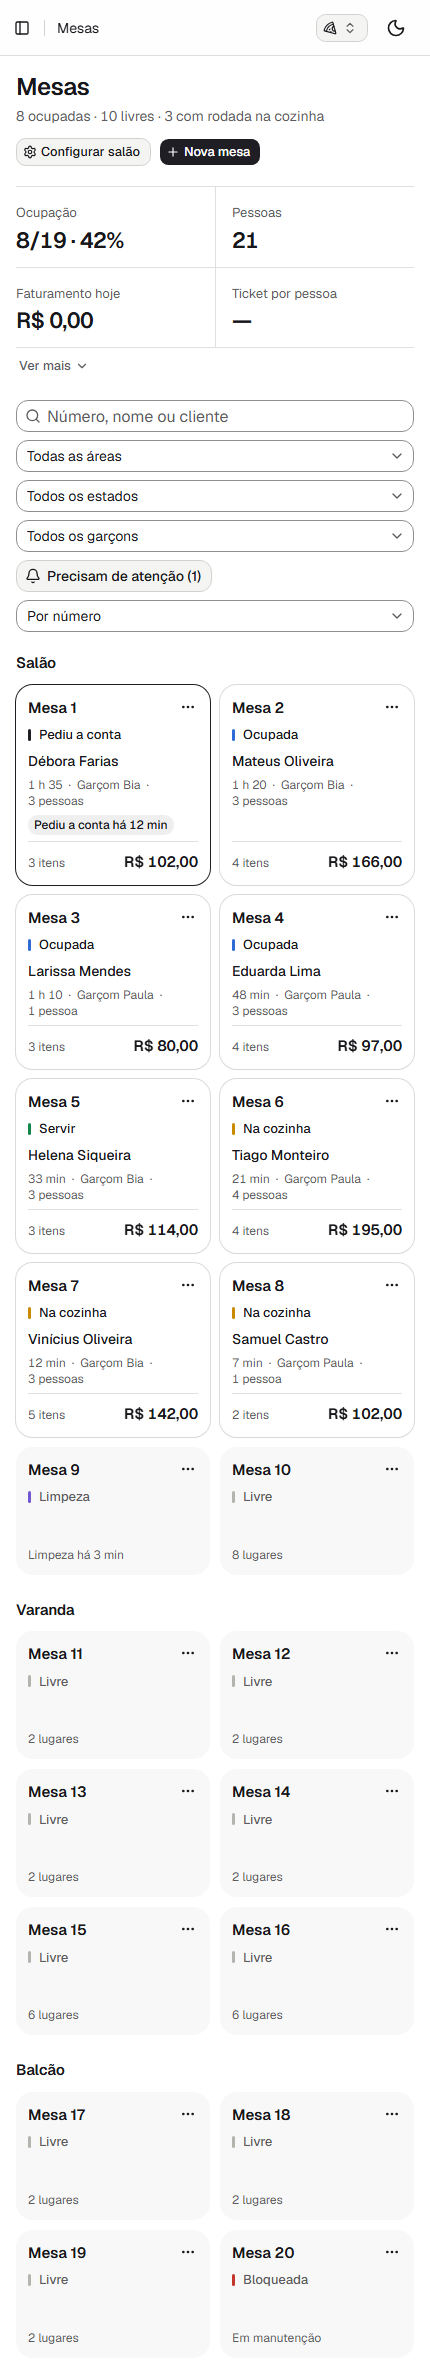 Mesas
Mesas
8 ocupadas · 10 livres · 3 com rodada na cozinha
Configurar salão
Nova mesa
Ocupação
8/19 · 42%
Pessoas
21
Faturamento hoje
R$ 0,00
Ticket por pessoa
—
Ver mais
Número, nome ou cliente
Todas as áreas
Todos os estados
Todos os garçons
Precisam de atenção (1)
Por número
Salão
Mesa 1
Pediu a conta
Débora Farias
1 h 35 · Garçom Bia ·
3 pessoas
Pediu a conta há 12 min
3 itens
R$ 102,00
Mesa 2
Ocupada
Mateus Oliveira
1 h 20 · Garçom Bia ·
3 pessoas
4 itens
R$ 166,00
Mesa 3
Ocupada
Larissa Mendes
1 h 10 · Garçom Paula ·
1 pessoa
3 itens
R$ 80,00
Mesa 4
Ocupada
Eduarda Lima
48 min · Garçom Paula ·
3 pessoas
4 itens
R$ 97,00
Mesa 5
Servir
Helena Siqueira
33 min · Garçom Bia ·
3 pessoas
3 itens
R$ 114,00
Mesa 6
Na cozinha
Tiago Monteiro
21 min · Garçom Paula ·
4 pessoas
4 itens
R$ 195,00
Mesa 7
Na cozinha
Vinícius Oliveira
12 min · Garçom Bia ·
3 pessoas
5 itens
R$ 142,00
Mesa 8
Na cozinha
Samuel Castro
7 min · Garçom Paula ·
1 pessoa
2 itens
R$ 102,00
Mesa 9
Limpeza
Limpeza há 3 min
Mesa 10
Livre
8 lugares
Varanda
Mesa 11
Livre
2 lugares
Mesa 12
Livre
2 lugares
Mesa 13
Livre
2 lugares
Mesa 14
Livre
2 lugares
Mesa 15
Livre
6 lugares
Mesa 16
Livre
6 lugares
Balcão
Mesa 17
Livre
2 lugares
Mesa 18
Livre
2 lugares
Mesa 19
Livre
2 lugares
Mesa 20
Bloqueada
Em manutenção